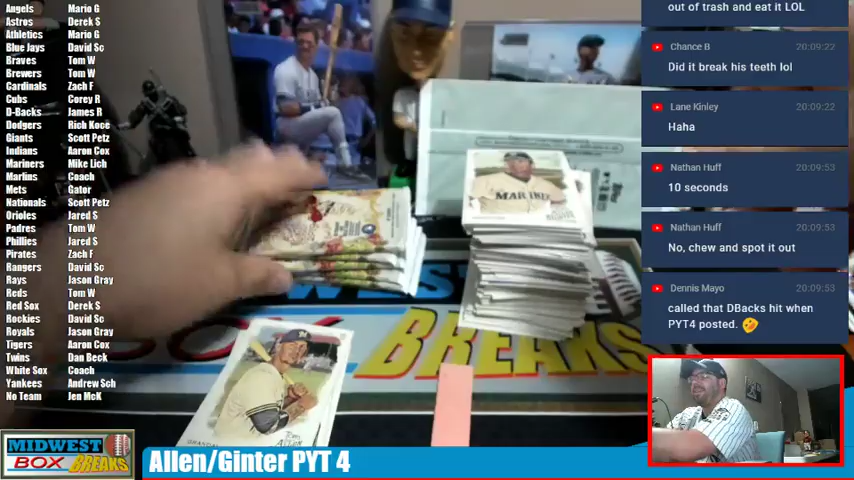 Angels Mario G
Astros Derek S
Athletics Mario G
Blue Jays David Sc
Braves Tom W
Brewers Tom W
Cardinals Zach F
Cubs Corey R
D-Backs James R
Dodgers Rich Koce
Giants Scott Petz
Indians Aaron Cox
Mariners Mike Lich
Marlins Coach
Mets Gator
Nationals Scott Petz
Orioles Jared S
Padres Tom W
Phillies Jared S
Pirates Zach F
Rangers David Sc
Rays Jason Gray
Reds Tom W
Red Sox Derek S
Rockies David Sc
Royals Jason Gray
Tigers Aaron Cox
Twins Dan Beck
White Sox Coach
Yankees Andrew Sch
No Team Jen McK
out of trash and eat it LOL
Chance B 20:09:22
Did it break his teeth lol
Lane Kinley 20:09:22
Haha
Nathan Huff 20:09:53
10 seconds
Nathan Huff 20:09:53
No, chew and spot it out
Dennis Mayo 20:09:53
called that DBacks hit when
PYT4 posted.
MIDWEST
BOX BREAKS
MIDWEST
BOX BREAKS
Allen/Ginter PYT 4